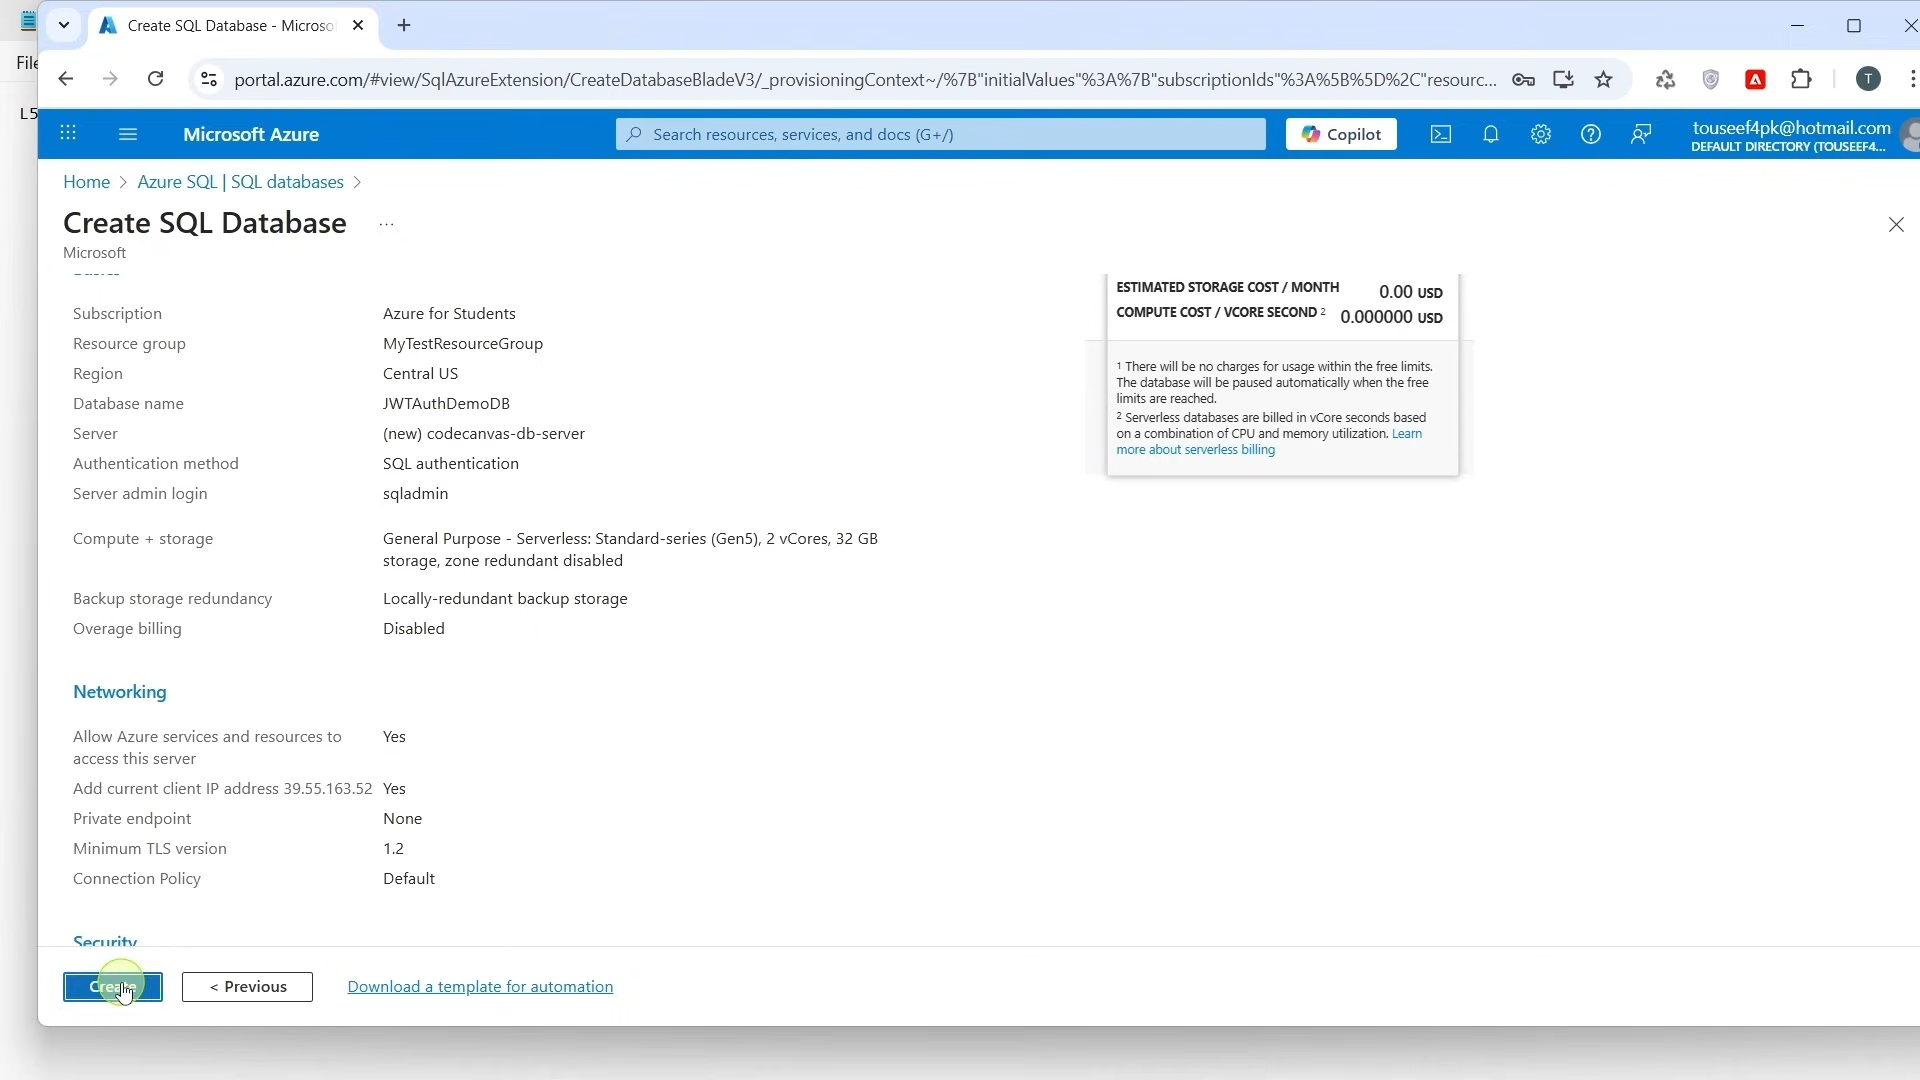 Create SQL Database - Microso
File
portal.azure.com/#view/SqlAzureExtension/CreateDatabaseBladeV3/_provisioningContext~/%7B"initialValues"%3A%7B"subscriptionIds"%3A%5B%5D%2C"resourc...
T
L5
Microsoft Azure
Search resources, services, and docs (G+/)
Copilot
touseef4pk@hotmail.com
DEFAULT DIRECTORY (TOUSEEF4...
Home > Azure SQL | SQL databases >
Create SQL Database ...
Microsoft
Subscription Azure for Students
Resource group MyTestResourceGroup
Region Central US
Database name JWTAuthDemoDB
Server (new) codecanvas-db-server
Authentication method SQL authentication
Server admin login sqladmin
Compute + storage General Purpose - Serverless: Standard-series (Gen5), 2 vCores, 32 GB
storage, zone redundant disabled
Backup storage redundancy Locally-redundant backup storage
Overage billing Disabled
ESTIMATED STORAGE COST / MONTH 0.00 USD
COMPUTE COST / VCORE SECOND 2 0.000000 USD
1 There will be no charges for usage within the free limits.
The database will be paused automatically when the free
limits are reached.
2 Serverless databases are billed in vCore seconds based
on a combination of CPU and memory utilization. Learn
more about serverless billing
Networking
Allow Azure services and resources to Yes
access this server
Add current client IP address 39.55.163.52 Yes
Private endpoint None
Minimum TLS version 1.2
Connection Policy Default
Security
Create
< Previous
Download a template for automation